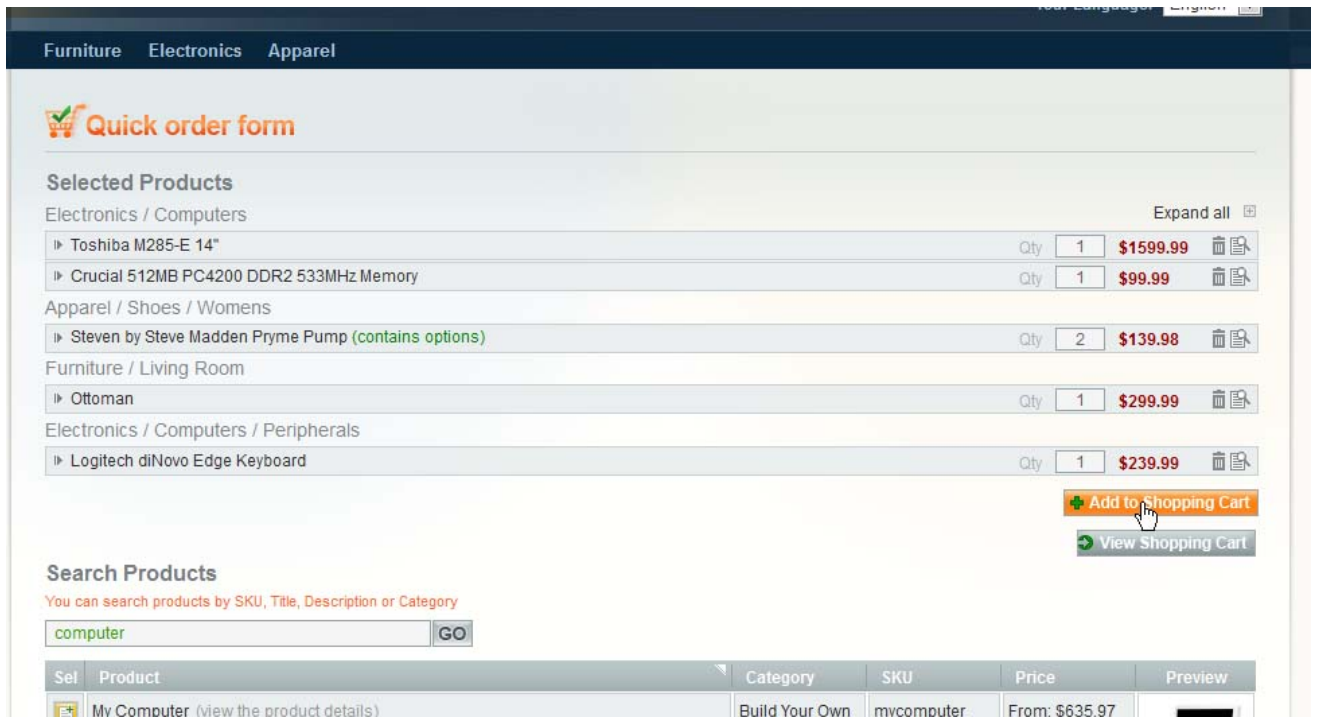 Your Language: English
Furniture Electronics Apparel
Quick order form
Selected Products
Electronics / Computers Expand all
Toshiba M285-E 14" Qty 1 $1599.99
Crucial 512MB PC4200 DDR2 533MHz Memory Qty 1 $99.99
Apparel / Shoes / Womens
Steven by Steve Madden Pryme Pump (contains options) Qty 2 $139.98
Furniture / Living Room
Ottoman Qty 1 $299.99
Electronics / Computers / Peripherals
Logitech diNovo Edge Keyboard Qty 1 $239.99
Add to Shopping Cart
View Shopping Cart
Search Products
You can search products by SKU, Title, Description or Category
computer GO
Sel Product Category SKU Price Preview
My Computer (view the product details) Build Your Own mycomputer From: $635.97